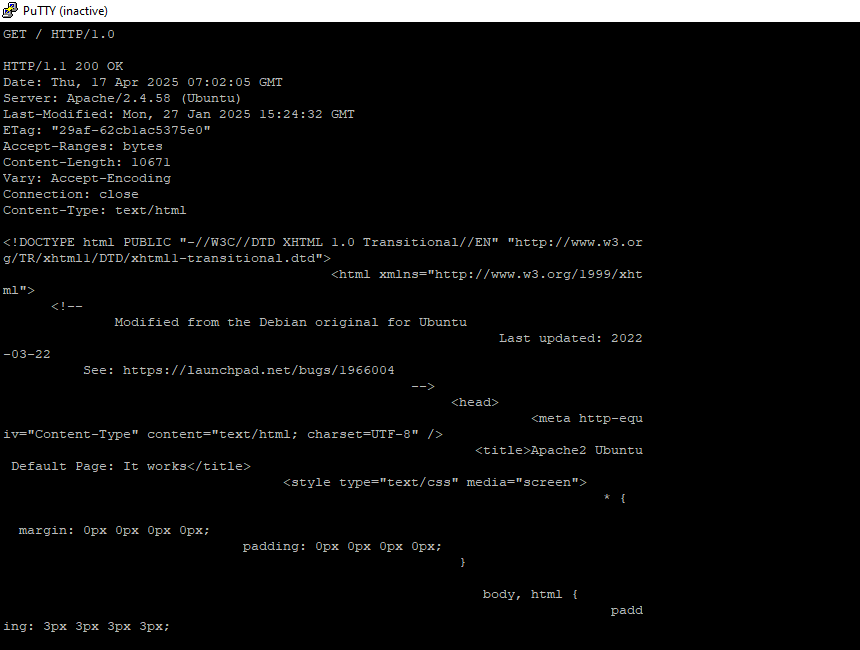 PuTTY (inactive)
GET / HTTP/1.0
HTTP/1.1 200 OK
Date: Thu, 17 Apr 2025 07:02:05 GMT
Server: Apache/2.4.58 (Ubuntu)
Last-Modified: Mon, 27 Jan 2025 15:24:32 GMT
ETag: "29af-62cb1ac5375e0"
Accept-Ranges: bytes
Content-Length: 10671
Vary: Accept-Encoding
Connection: close
Content-Type: text/html
<!DOCTYPE html PUBLIC "-//W3C//DTD XHTML 1.0 Transitional//EN" "http://www.w3.or
g/TR/xhtml1/DTD/xhtml1-transitional.dtd">
<html xmlns="http://www.w3.org/1999/xht
ml">
<!--
Modified from the Debian original for Ubuntu
Last updated: 2022
-03-22
See: https://launchpad.net/bugs/1966004
-->
<head>
<meta http-equ
iv="Content-Type" content="text/html; charset=UTF-8" />
<title>Apache2 Ubuntu
Default Page: It works</title>
<style type="text/css" media="screen">
* {
margin: 0px 0px 0px 0px;
padding: 0px 0px 0px 0px;
}
body, html {
padd
ing: 3px 3px 3px 3px;